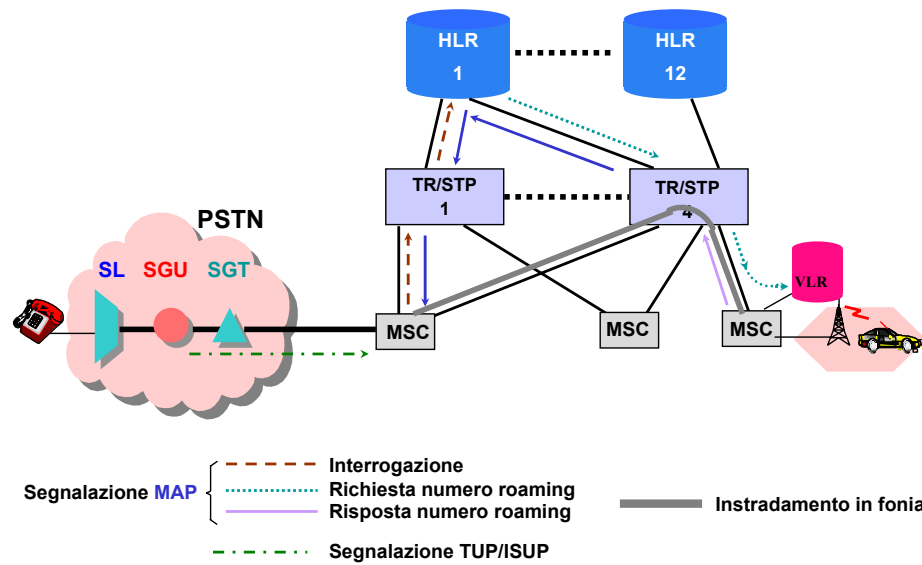 HLR
1
HLR
12
TR/STP
1
TR/STP
4
PSTN
SL SGU SGT
VLR
MSC
MSC
MSC
Segnalazione MAP
Interrogazione
Richiesta numero roaming
Risposta numero roaming
Instradamento in fonia
Segnalazione TUP/ISUP